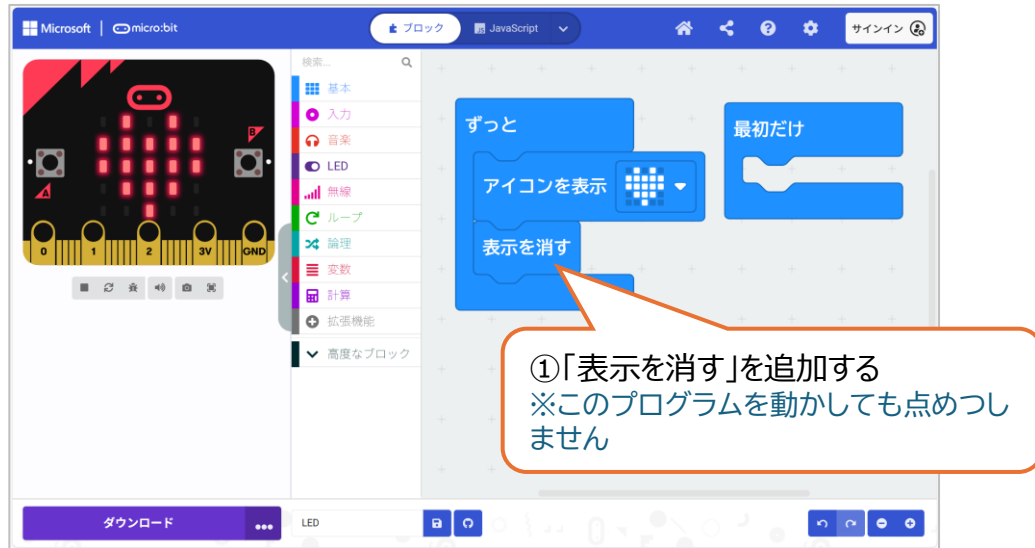 Microsoft micro:bit
ブロック
JavaScript
サインイン
検索...
基本
入力
音楽
LED
無線
ループ
論理
変数
計算
拡張機能
高度なブロック
B
A
0 1 2 3V GND
ずっと
アイコンを表示
表示を消す
最初だけ
①「表示を消す」を追加する
※このプログラムを動かしても点めつし
ません
ダウンロード
LED